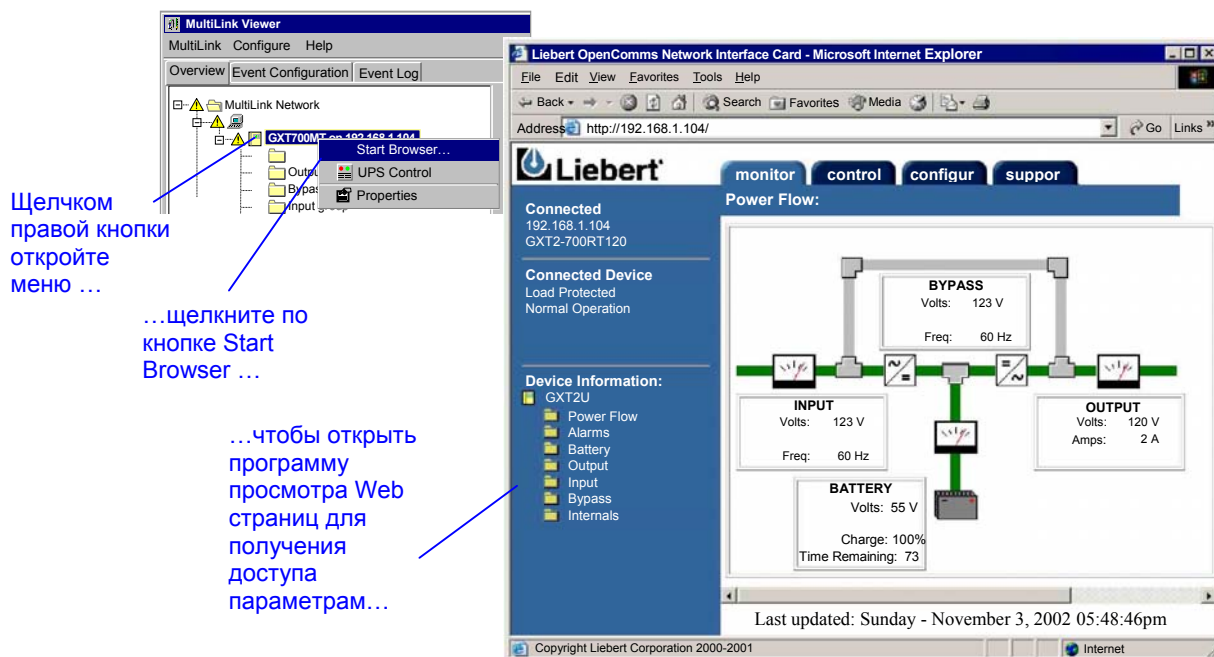 MultiLink Viewer
MultiLink Configure Help
Overview Event Configuration Event Log
MultiLink Network
GXT700MT on 192.168.1.104
Start Browser…
UPS Control
Properties
Outpu
Bypas
Input group
Щелчком
правой кнопки
откройте
меню …
…щелкните по
кнопке Start
Browser …
…чтобы открыть
программу
просмотра Web
страниц для
получения
доступа
параметрам…
Liebert OpenComms Network Interface Card - Microsoft Internet Explorer
File Edit View Favorites Tools Help
Back Search Favorites Media
Address http://192.168.1.104/ Go Links »
Liebert
monitor control configur suppor
Power Flow:
Connected
192.168.1.104
GXT2-700RT120
Connected Device
Load Protected
Normal Operation
Device Information:
GXT2U
Power Flow
Alarms
Battery
Output
Input
Bypass
Internals
BYPASS
Volts: 123 V
Freq: 60 Hz
INPUT
Volts: 123 V
Freq: 60 Hz
OUTPUT
Volts: 120 V
Amps: 2 A
BATTERY
Volts: 55 V
Charge: 100%
Time Remaining: 73
Last updated: Sunday - November 3, 2002 05:48:46pm
Copyright Liebert Corporation 2000-2001
Internet